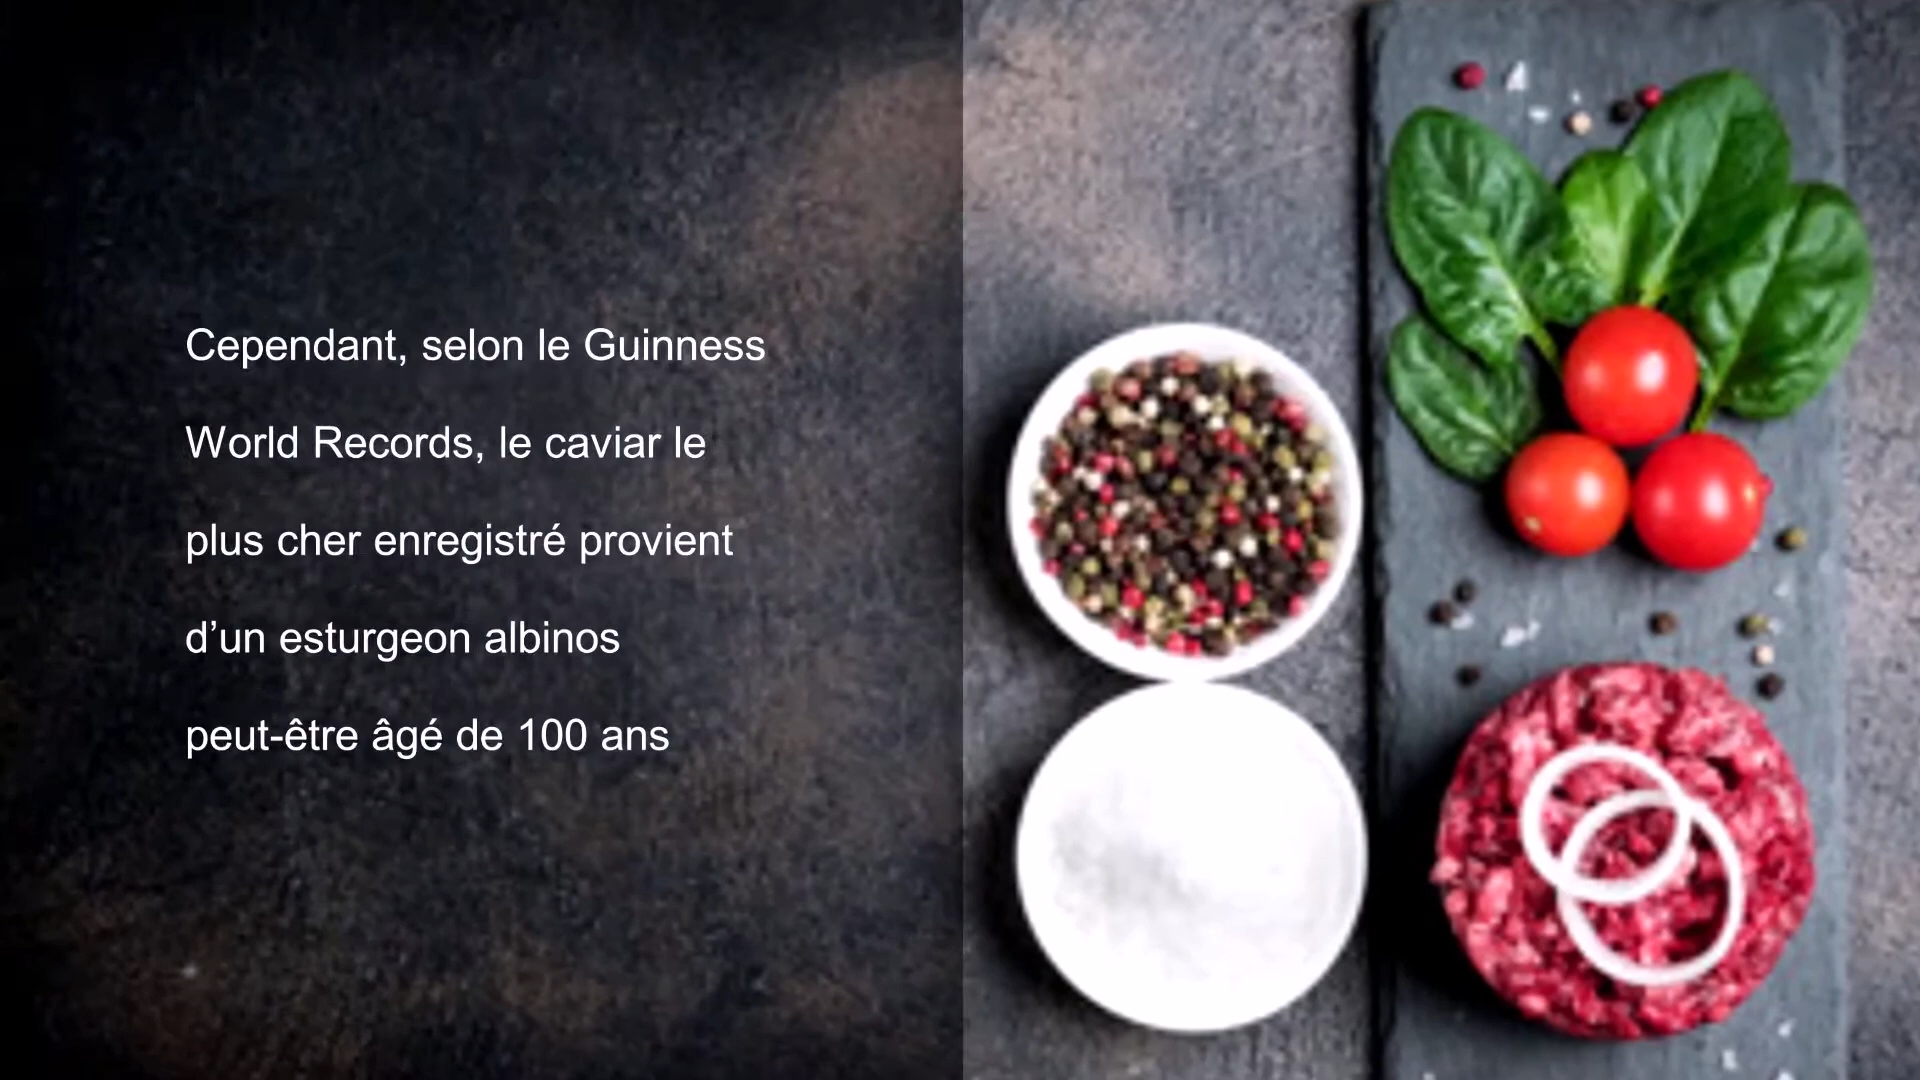 Cependant, selon le Guinness
World Records, le caviar le
plus cher enregistré provient
d’un esturgeon albinos
peut-être âgé de 100 ans